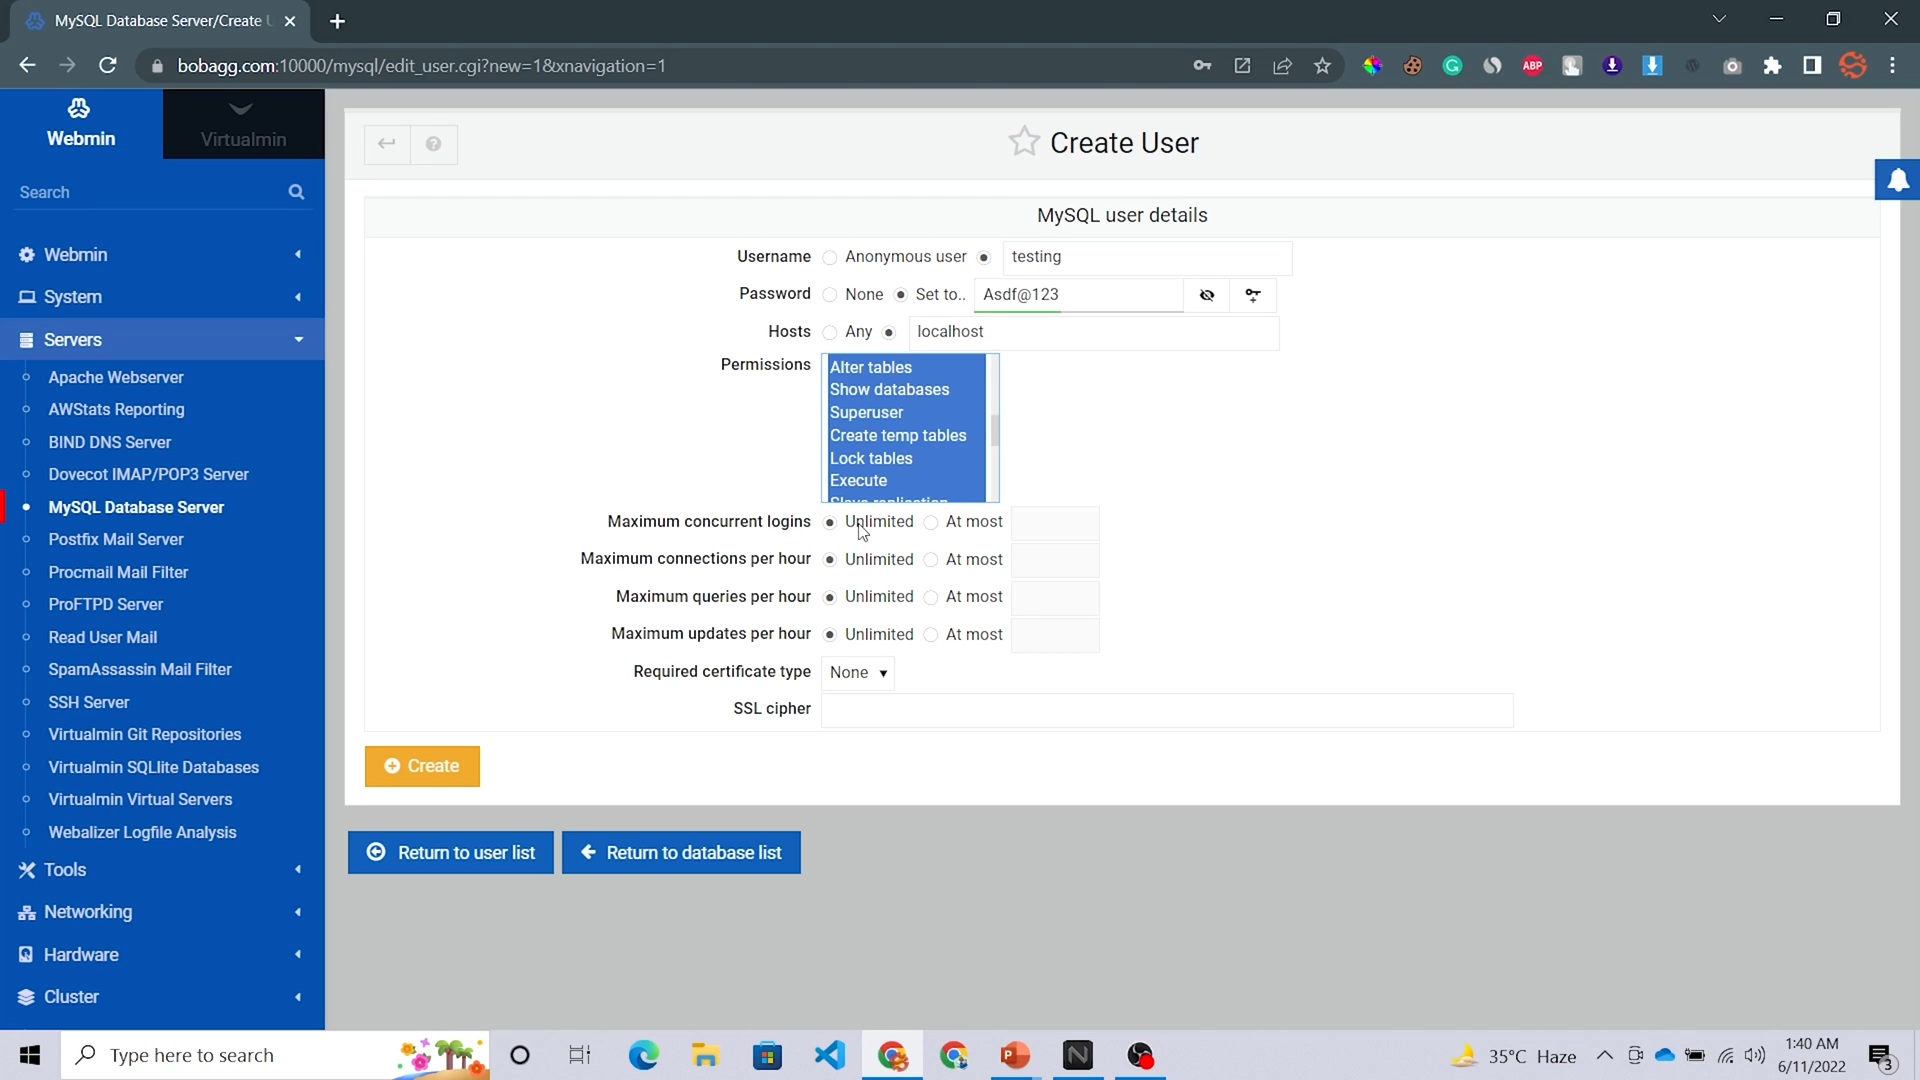 MySQL Database Server/Create U
bobagg.com:10000/mysql/edit_user.cgi?new=1&xnavigation=1
ABP
Webmin
Virtualmin
Search
Webmin
System
Servers
Apache Webserver
AWStats Reporting
BIND DNS Server
Dovecot IMAP/POP3 Server
MySQL Database Server
Postfix Mail Server
Procmail Mail Filter
ProFTPD Server
Read User Mail
SpamAssassin Mail Filter
SSH Server
Virtualmin Git Repositories
Virtualmin SQLlite Databases
Virtualmin Virtual Servers
Webalizer Logfile Analysis
Tools
Networking
Hardware
Cluster
Create User
MySQL user details
Username Anonymous user testing
Password None Set to.. Asdf@123
Hosts Any localhost
Permissions
Alter tables
Show databases
Superuser
Create temp tables
Lock tables
Execute
Slave replication
Maximum concurrent logins Unlimited At most
Maximum connections per hour Unlimited At most
Maximum queries per hour Unlimited At most
Maximum updates per hour Unlimited At most
Required certificate type None
SSL cipher
Create
Return to user list
Return to database list
Type here to search
35°C Haze
1:40 AM
6/11/2022
3